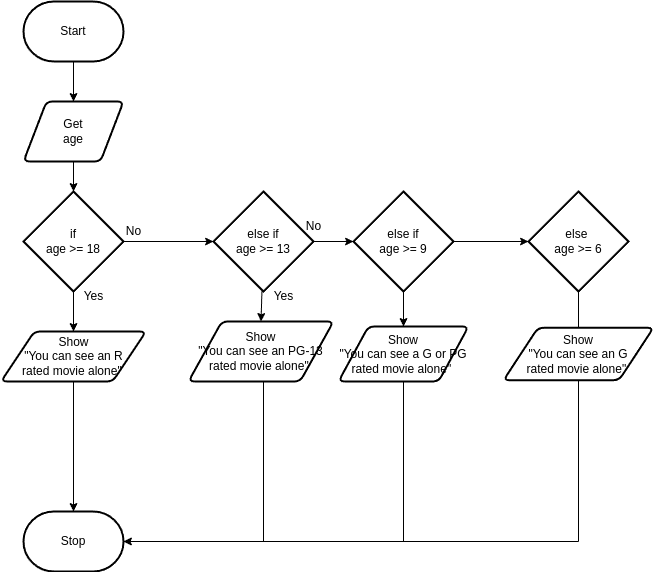 Start
Get
age
if
age >= 18
No
else if
age >= 13
No
else if
age >= 9
else
age >= 6
Yes
Yes
Show
"You can see an R
rated movie alone"
Show
"You can see an PG-13
rated movie alone"
Show
"You can see a G or PG
rated movie alone"
Show
"You can see an G
rated movie alone"
Stop